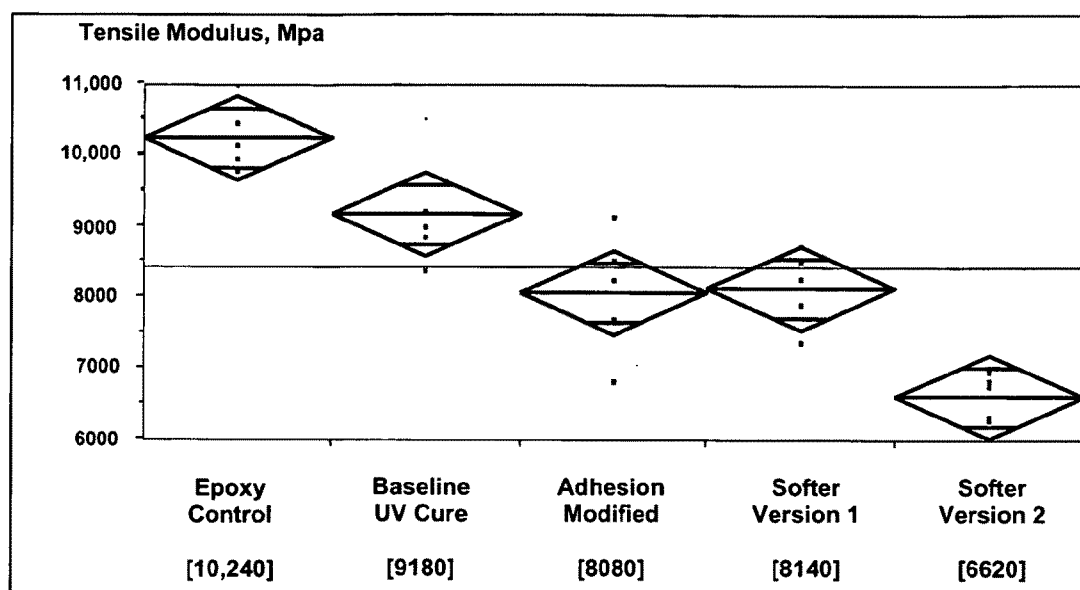 Tensile Modulus, Mpa
11,000
10,000
9000
8000
7000
6000
Epoxy
Control
Baseline
UV Cure
Adhesion
Modified
Softer
Version 1
Softer
Version 2
[10,240]
[9180]
[8080]
[8140]
[6620]